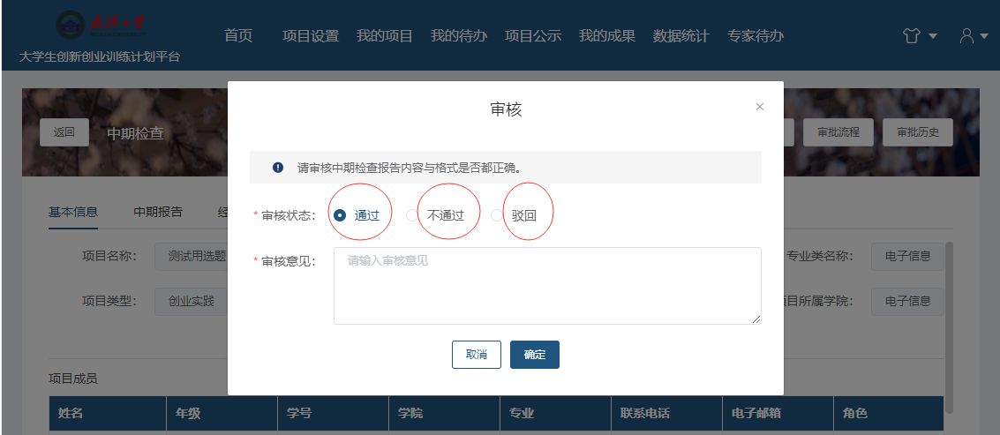 首页 项目设置 我的项目 我的待办 项目公示 我的成果 数据统计 专家待办
大学生创新创业训练计划平台
审核
返回 中期检查 审批流程 审批历史
请审核中期检查报告内容与格式是否都正确。
基本信息 中期报告
* 审核状态： 通过 不通过 驳回
项目名称： 测试用选题 专业类名称： 电子信息
* 审核意见： 请输入审核意见
项目类型： 创业实践 目所属学院： 电子信息
取消 确定
项目成员
姓名 年级 学号 学院 专业 联系电话 电子邮箱 角色